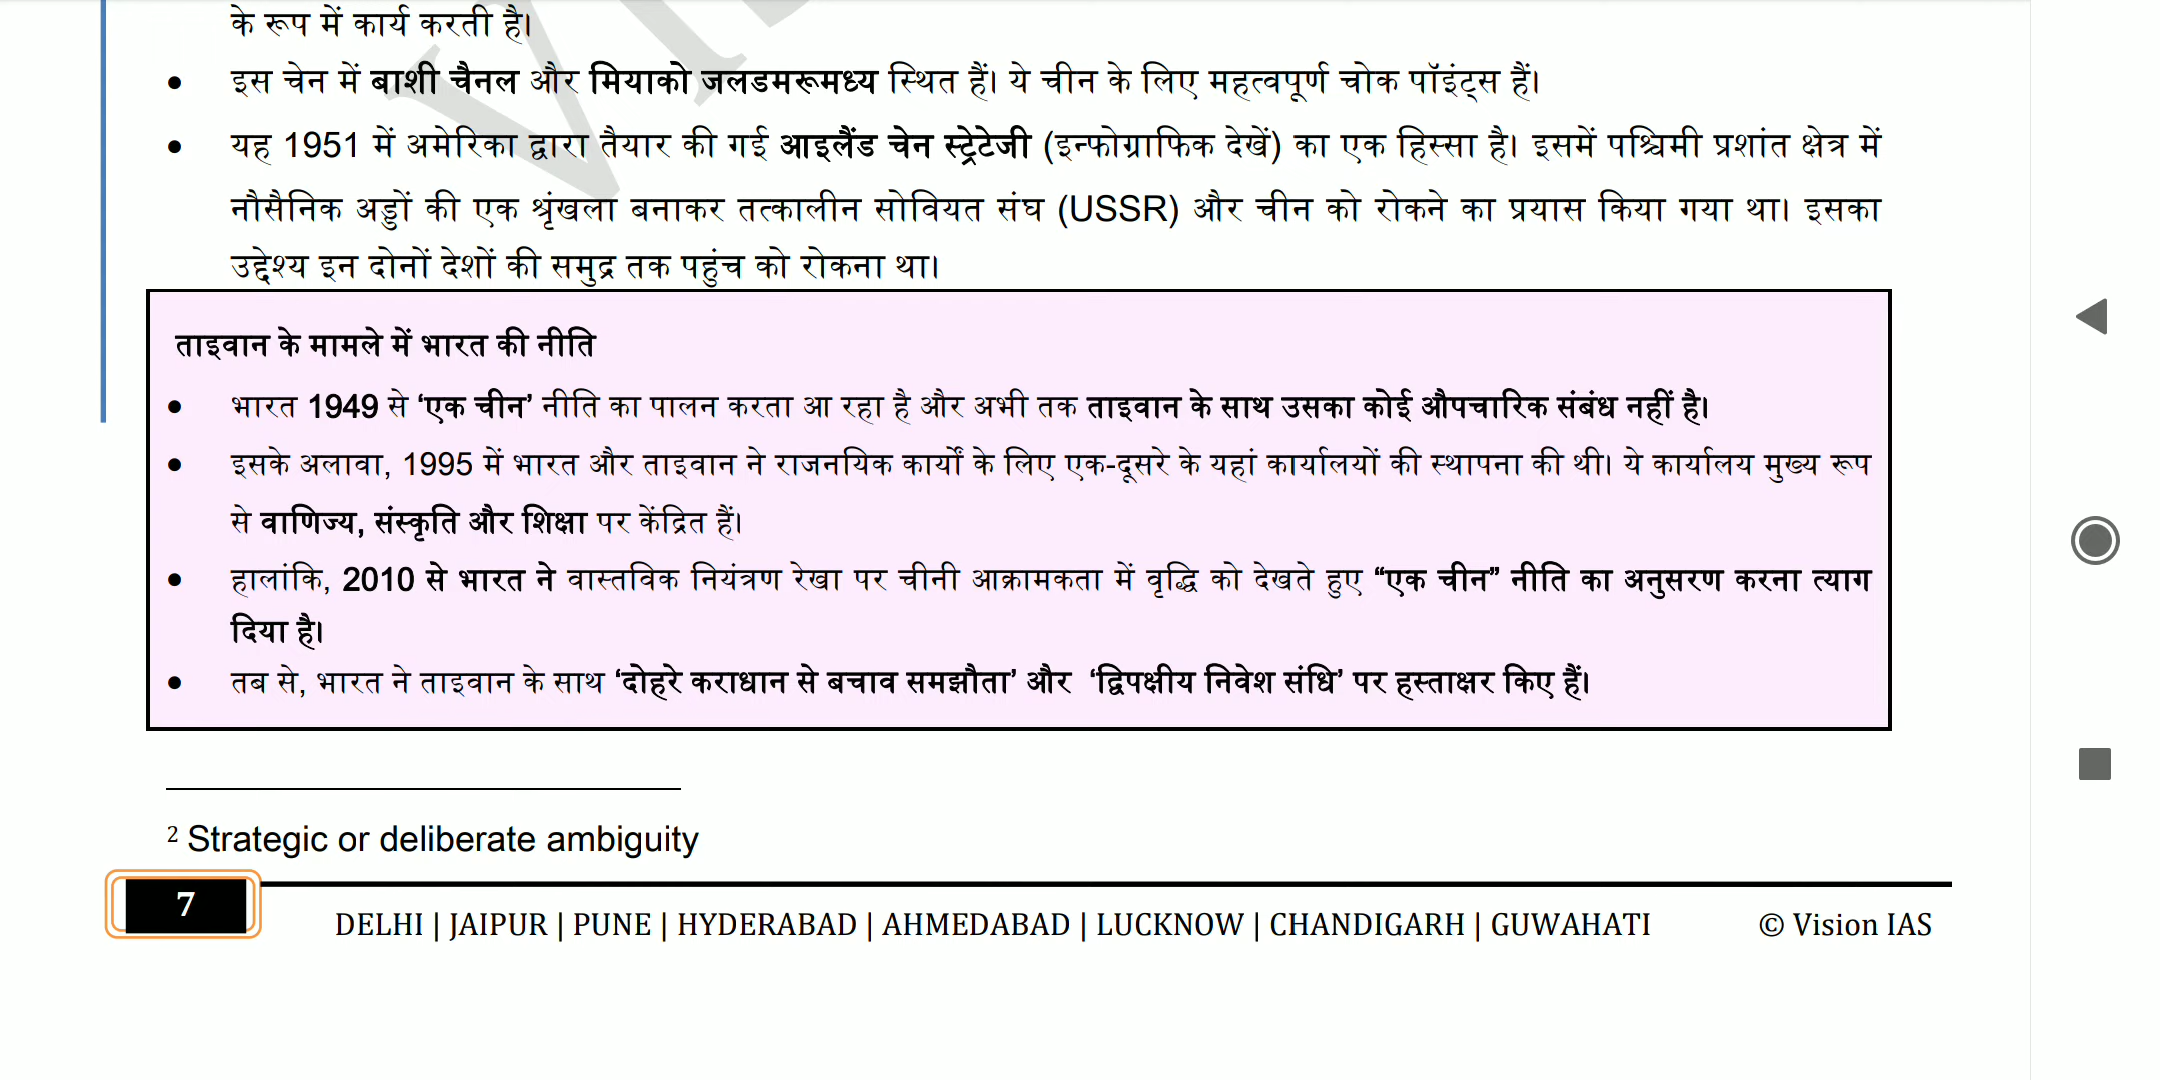 के रूप में कार्य करती है।
● इस चेन में बाशी चैनल और मियाको जलडमरूमध्य स्थित हैं। ये चीन के लिए महत्वपूर्ण चोक पॉइंट्स हैं।
● यह 1951 में अमेरिका द्वारा तैयार की गई आइलैंड चेन स्ट्रेटेजी (इन्फोग्राफिक देखें) का एक हिस्सा है। इसमें पश्चिमी प्रशांत क्षेत्र में
नौसैनिक अड्डों की एक श्रृंखला बनाकर तत्कालीन सोवियत संघ (USSR) और चीन को रोकने का प्रयास किया गया था। इसका
उद्देश्य इन दोनों देशों की समुद्र तक पहुंच को रोकना था।
ताइवान के मामले में भारत की नीति
● भारत 1949 से ‘एक चीन’ नीति का पालन करता आ रहा है और अभी तक ताइवान के साथ उसका कोई औपचारिक संबंध नहीं है।
● इसके अलावा, 1995 में भारत और ताइवान ने राजनयिक कार्यों के लिए एक-दूसरे के यहां कार्यालयों की स्थापना की थी। ये कार्यालय मुख्य रूप
से वाणिज्य, संस्कृति और शिक्षा पर केंद्रित हैं।
● हालांकि, 2010 से भारत ने वास्तविक नियंत्रण रेखा पर चीनी आक्रामकता में वृद्धि को देखते हुए “एक चीन” नीति का अनुसरण करना त्याग
दिया है।
● तब से, भारत ने ताइवान के साथ ‘दोहरे कराधान से बचाव समझौता’ और ‘द्विपक्षीय निवेश संधि’ पर हस्ताक्षर किए हैं।
2 Strategic or deliberate ambiguity
7
DELHI | JAIPUR | PUNE | HYDERABAD | AHMEDABAD | LUCKNOW | CHANDIGARH | GUWAHATI © Vision IAS